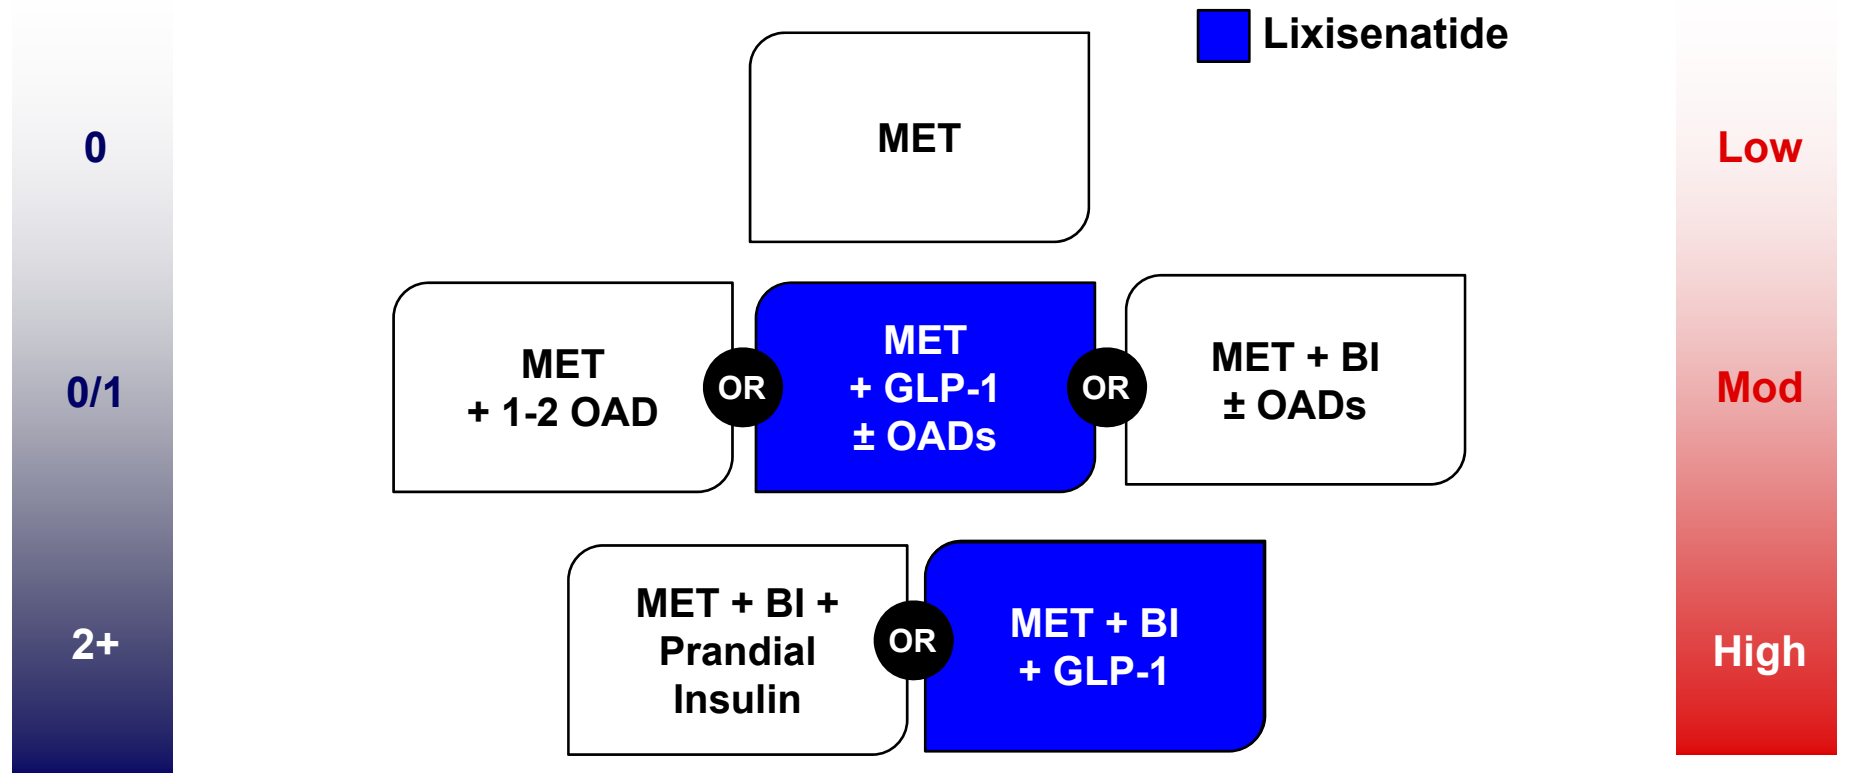 Lixisenatide
0
MET
Low
0/1
MET
+ 1-2 OAD
OR
MET
+ GLP-1
± OADs
OR
MET + BI
± OADs
Mod
2+
MET + BI +
Prandial
Insulin
OR
MET + BI
+ GLP-1
High